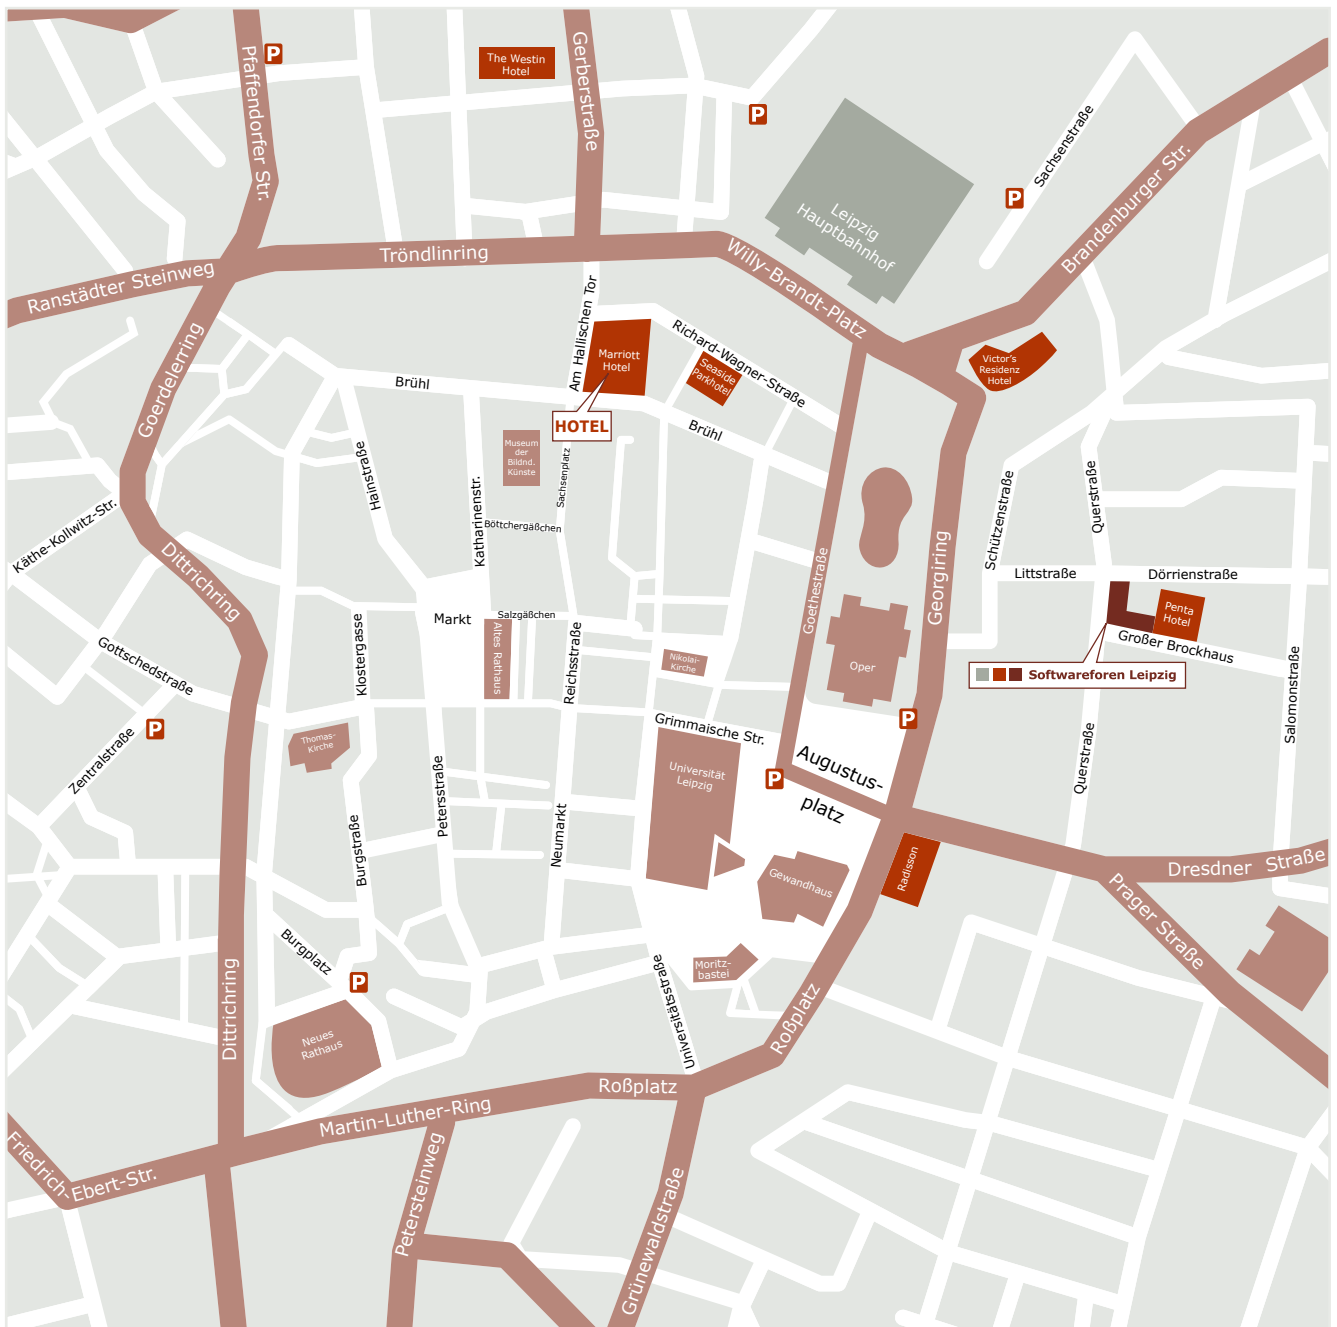 Pfaffendorfer Str.
P
The Westin
Hotel
Gerberstraße
P
Leipzig
Hauptbahnhof
Sachsenstraße
P
Brandenburger Str.
Ranstädter Steinweg
Tröndlinring
Willy-Brandt-Platz
Goerdelerring
Am Hallischen Tor
Marriott
Hotel
Richard-Wagner-Straße
Seaside
Parkhotel
Victor's
Residenz
Hotel
Brühl
HOTEL
Brühl
Museum
der
Bildnd.
Künste
Sachsenplatz
Hainstraße
Katharinenstr.
Böttchergäßchen
Käthe-Kollwitz-Str.
Dittrichring
Goethestraße
Georgiring
Schützenstraße
Querstraße
Littstraße
Dörrienstraße
Penta
Hotel
Großer Brockhaus
Softwareforen Leipzig
Salomonstraße
Markt
Salzgäßchen
Altes Rathaus
Klostergasse
Reichsstraße
Nikolai-
Kirche
Oper
P
Gottschedstraße
P
Zentralstraße
Thomas-
Kirche
Grimmaische Str.
Universität
Leipzig
Augustus-
platz
P
Querstraße
Petersstraße
Neumarkt
Burgstraße
Gewandhaus
Radisson
Dresdner Straße
Prager Straße
Burgplatz
P
Moritz-
bastei
Universitätsstraße
Roßplatz
Dittrichring
Neues
Rathaus
Roßplatz
Martin-Luther-Ring
Friedrich-
Ebert-Str.
Petersteinweg
Grünewaldstraße